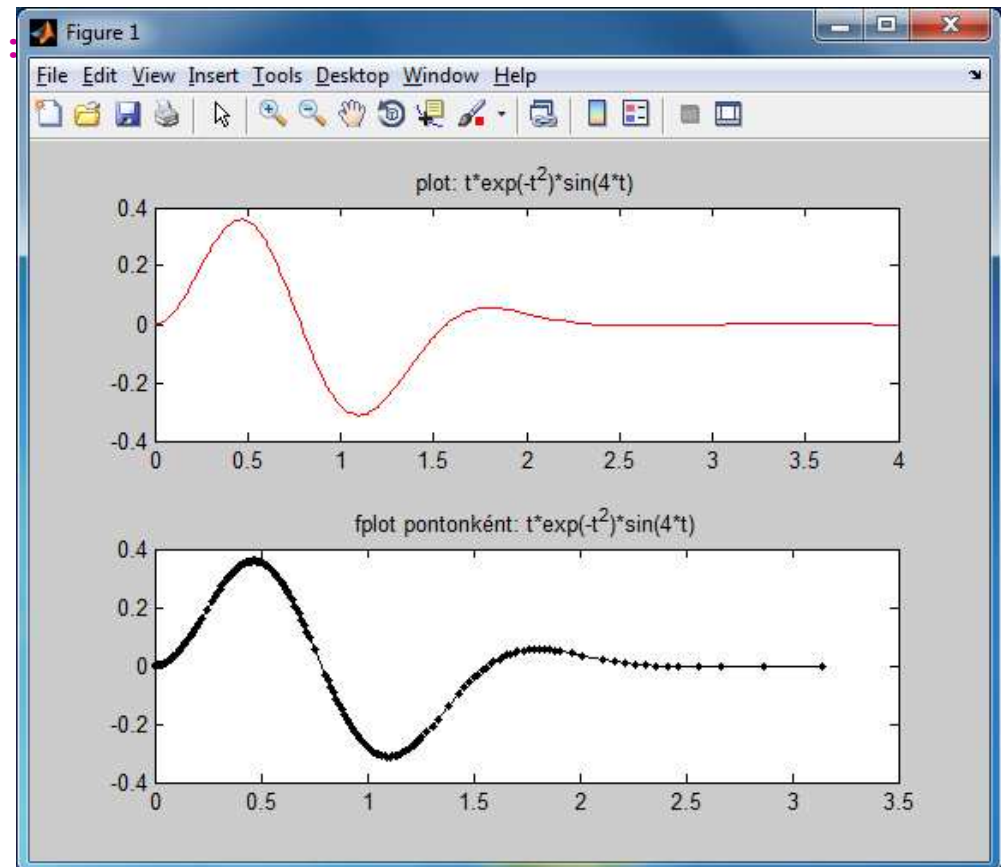 Figure 1
File Edit View Insert Tools Desktop Window Help
plot: t*exp(-t²)*sin(4*t)
0.4
0.2
0
-0.2
-0.4
0 0.5 1 1.5 2 2.5 3 3.5 4
fplot pontonként: t*exp(-t²)*sin(4*t)
0.4
0.2
0
-0.2
-0.4
0 0.5 1 1.5 2 2.5 3 3.5